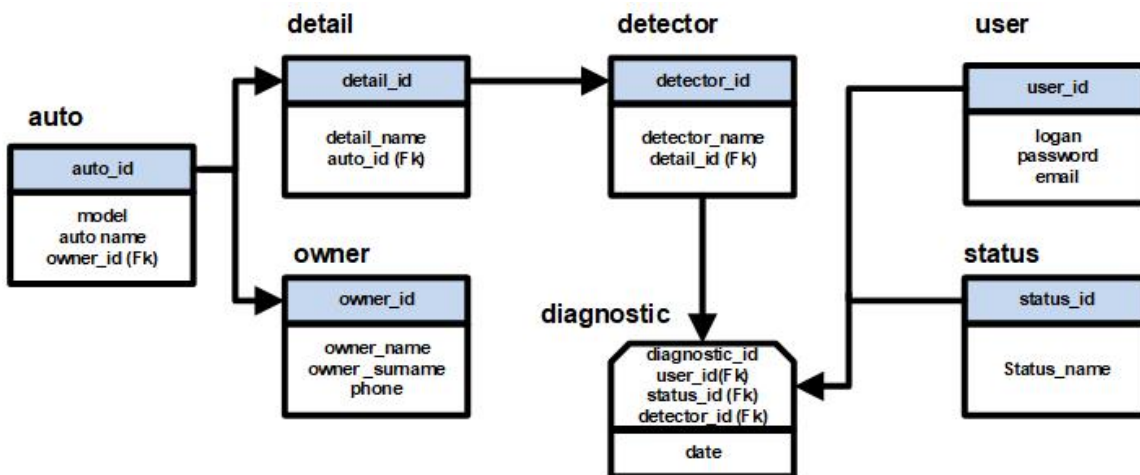 detail
detail_id
detail_name
auto_id (Fk)
detector
detector_id
detector_name
detail_id (Fk)
user
user_id
logan
password
email
auto
auto_id
model
auto name
owner_id (Fk)
owner
owner_id
owner_name
owner_surname
phone
diagnostic
diagnostic_id
user_id(Fk)
status_id (Fk)
detector_id (Fk)
date
status
status_id
Status_name